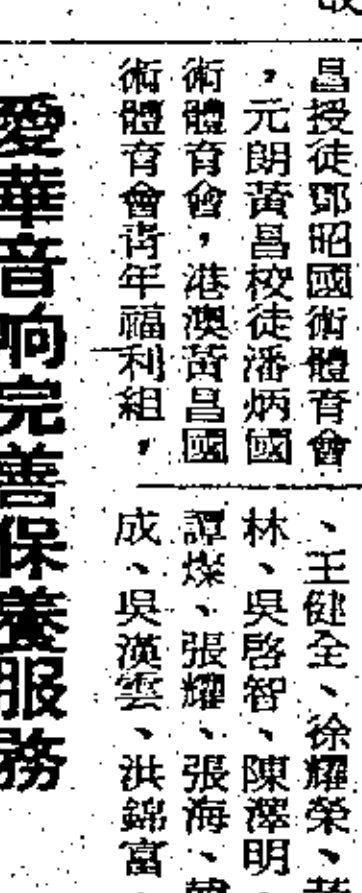 昌授徒鄧昭國術體育會
，元朗黃昌校徒潘炳國
術體育會，港澳黃昌國
術體育會青年福利組，
、王健全、徐耀榮、
林、吳啓智、陳澤明、
譚燦、張耀、張海、
成、吳漢雲、洪錦富、
愛華音响完善保養服務